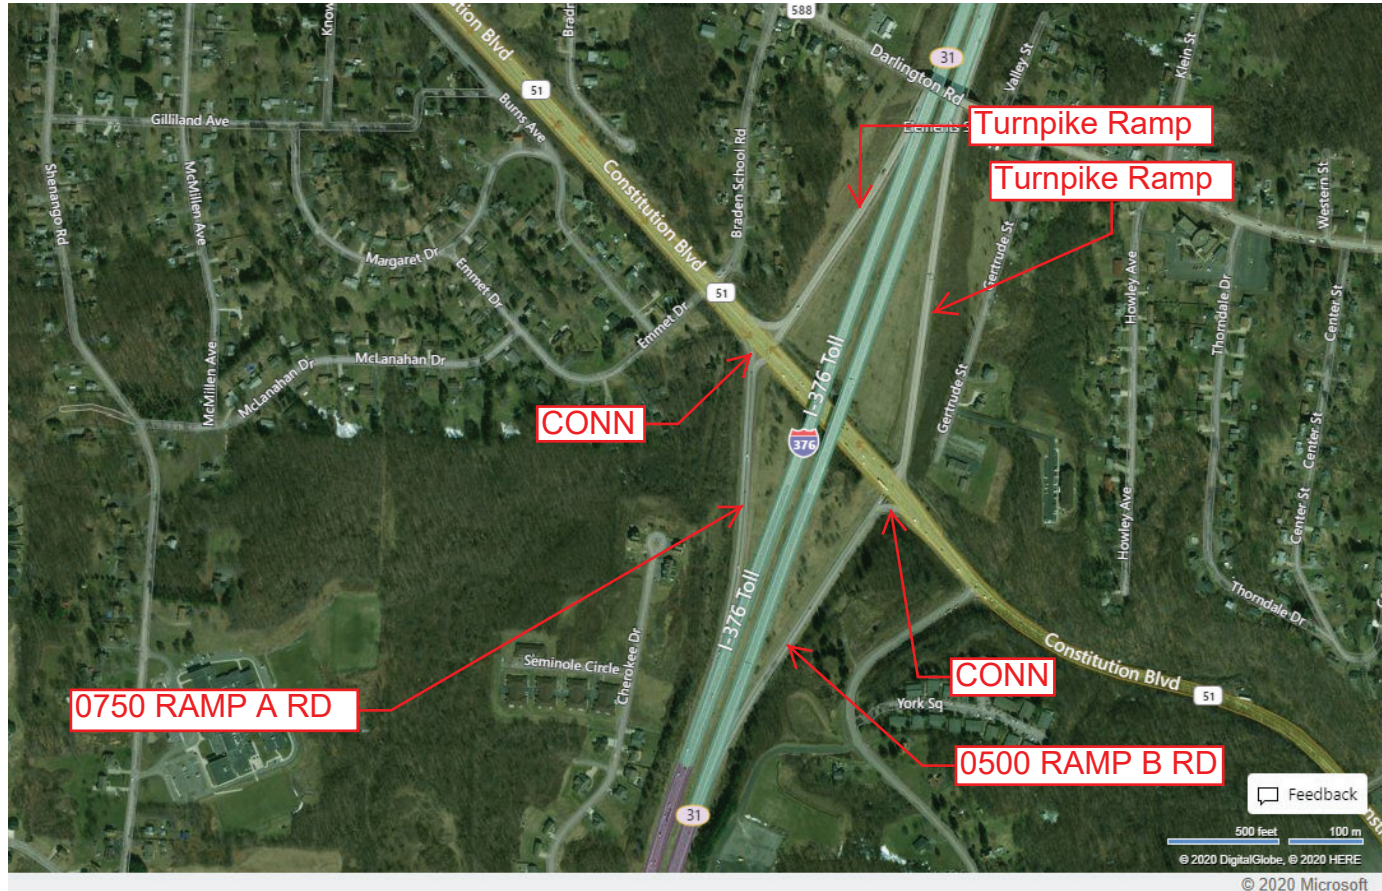 Know
Bradr
588
Constitution Blvd
51
31
Darlington Rd
Valley St
Klein St
Gilliland Ave
Burns Ave
Turnpike Ramp
Turnpike Ramp
Shenango Rd
McMillen Ave
Constitution Blvd
Braden School Rd
Western St
Margaret Dr
Emmet Dr
Gertrude St
Howley Ave
Thorndale Dr
Center St
51
Emmet Dr
McLanahan Dr
McLanahan Dr
McMillen Ave
I-376 Toll
Gertrude St
CONN
376
Center St
Howley Ave
Center St
I-376 Toll
Thorndale Dr
Seminole Circle
Cherokee Dr
Constitution Blvd
CONN
51
0750 RAMP A RD
York Sq
0500 RAMP B RD
Feedback
31
500 feet
100 m
© 2020 DigitalGlobe, © 2020 HERE
© 2020 Microsoft